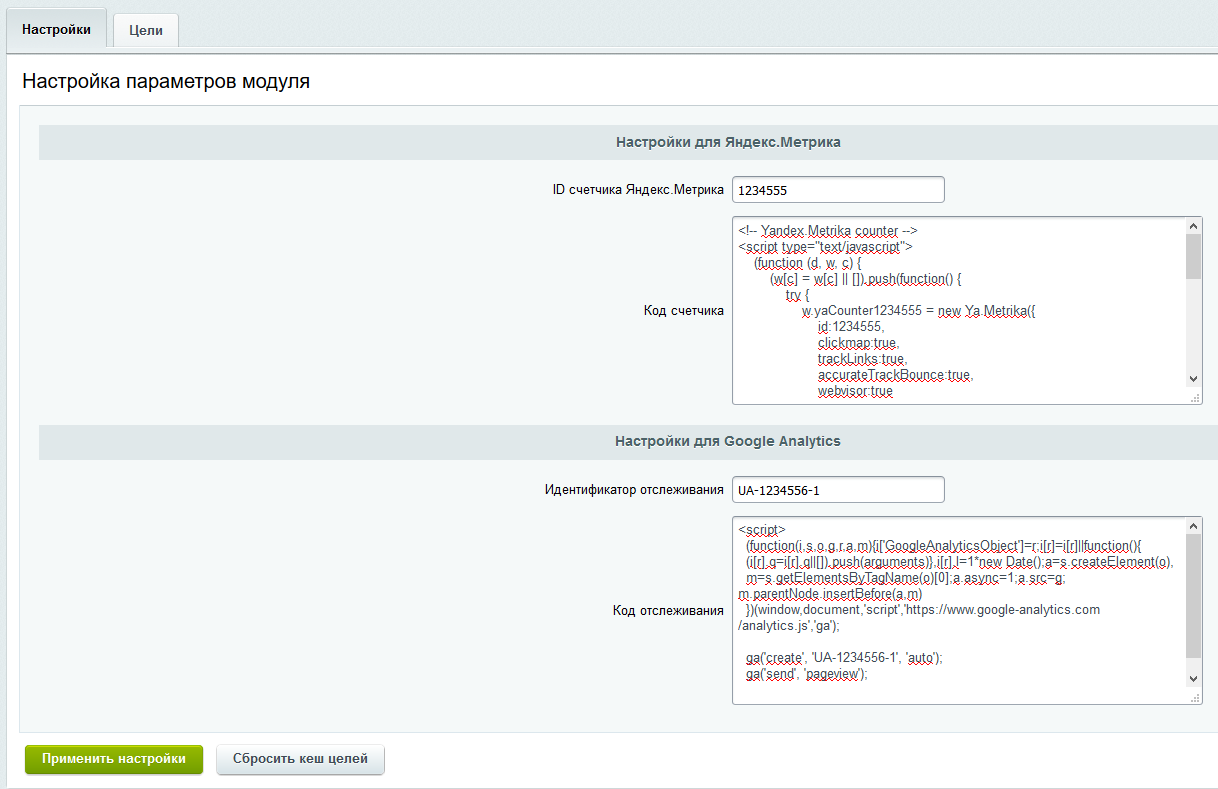 Настройки
Цели
Настройка параметров модуля
Настройки для Яндекс.Метрика
ID счетчика Яндекс.Метрика
1234555
Код счетчика
<!-- Yandex.Metrika counter -->
<script type="text/javascript">
(function (d, w, c) {
(w[c] = w[c] || []).push(function() {
try {
w.yaCounter1234555 = new Ya.Metrika({
id:1234555,
clickmap:true,
trackLinks:true,
accurateTrackBounce:true,
webvisor:true
Настройки для Google Analytics
Идентификатор отслеживания
UA-1234556-1
Код отслеживания
<script>
(function(i,s,o,g,r,a,m){i['GoogleAnalyticsObject']=r;i[r]=i[r]||function(){
(i[r].q=i[r].q||[]).push(arguments)},i[r].l=1*new Date();a=s.createElement(o),
m=s.getElementsByTagName(o)[0];a.async=1;a.src=g;
m.parentNode.insertBefore(a,m)
})(window,document,'script','https://www.google-analytics.com
/analytics.js','ga');
ga('create', 'UA-1234556-1', 'auto');
ga('send', 'pageview');
Применить настройки
Сбросить кеш целей